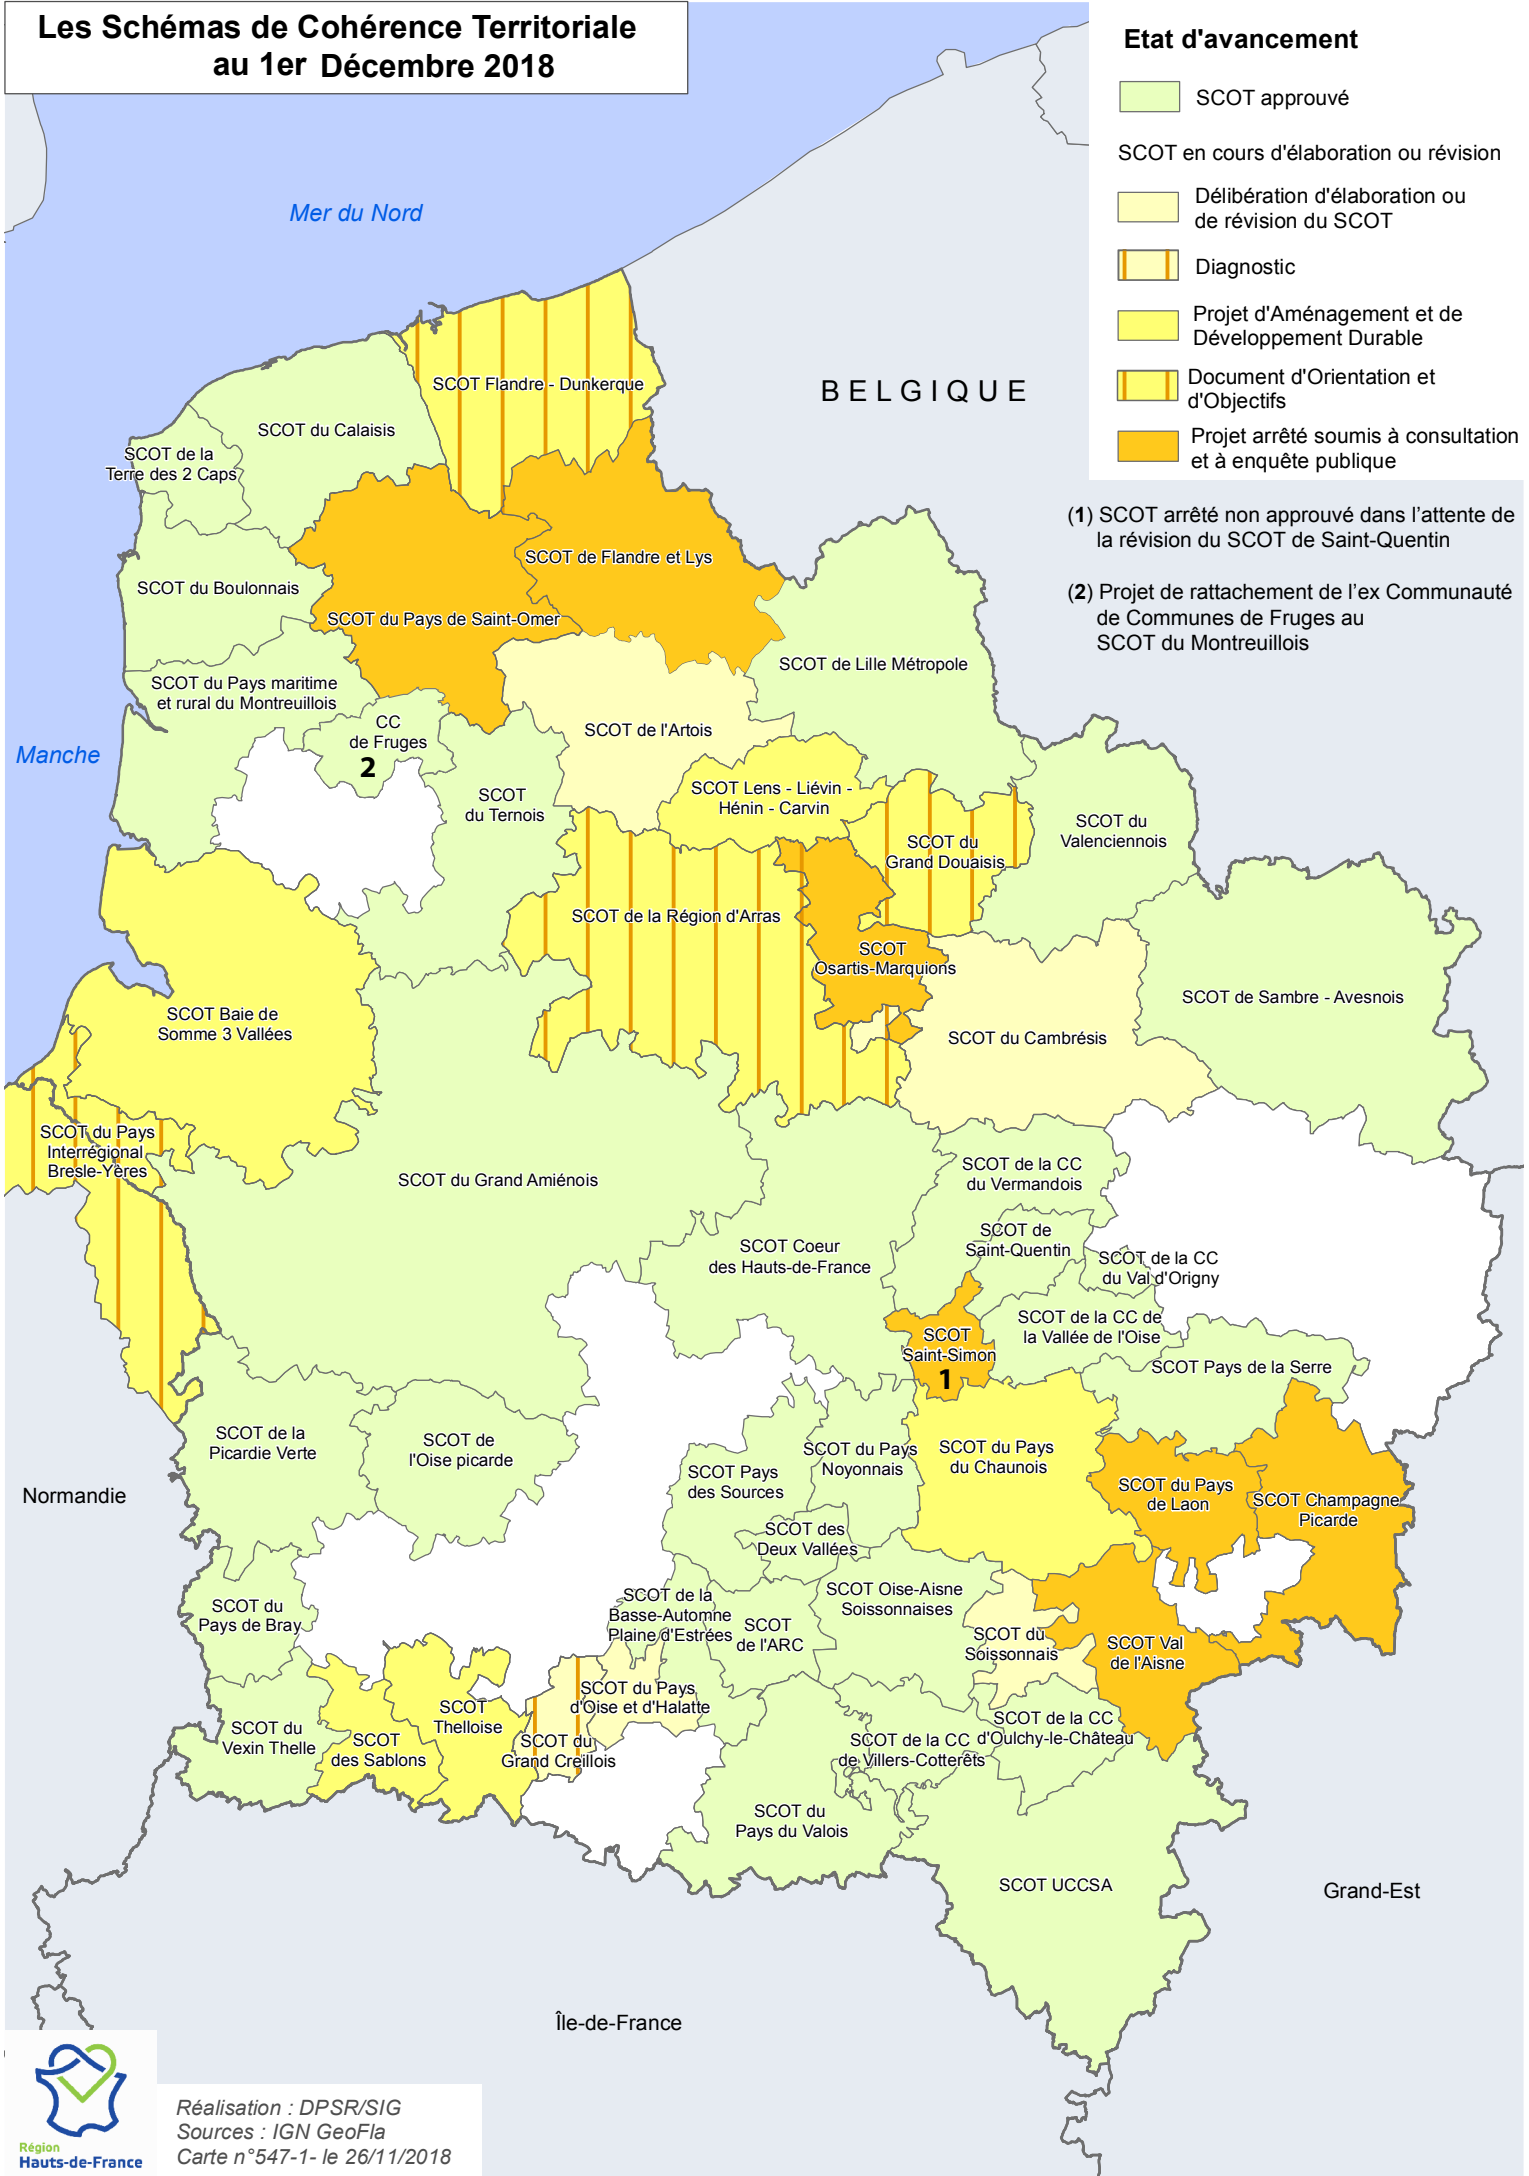 Les Schémas de Cohérence Territoriale
au 1er Décembre 2018
Etat d'avancement
SCOT approuvé
SCOT en cours d'élaboration ou révision
Délibération d'élaboration ou
de révision du SCOT
Diagnostic
Projet d'Aménagement et de
Développement Durable
Document d'Orientation et
d'Objectifs
Projet arrêté soumis à consultation
et à enquête publique
(1) SCOT arrêté non approuvé dans l'attente de
la révision du SCOT de Saint-Quentin
(2) Projet de rattachement de l'ex Communauté
de Communes de Fruges au
SCOT du Montreuillois
Mer du Nord
BELGIQUE
Manche
Normandie
Île-de-France
Grand-Est
SCOT Flandre - Dunkerque
SCOT du Calaisis
SCOT de la
Terre des 2 Caps
SCOT de Flandre et Lys
SCOT du Boulonnais
SCOT du Pays de Saint-Omer
SCOT de Lille Métropole
SCOT du Pays maritime
et rural du Montreuillois
CC
de Fruges
2
SCOT de l'Artois
SCOT
du Ternois
SCOT Lens - Liévin -
Hénin - Carvin
SCOT du
Grand Douaisis
SCOT du
Valenciennois
SCOT de la Région d'Arras
SCOT
Osartis-Marquions
SCOT de Sambre - Avesnois
SCOT Baie de
Somme 3 Vallées
SCOT du Cambrésis
SCOT du Pays
Interrégional
Bresle-Yères
SCOT du Grand Amiénois
SCOT de la CC
du Vermandois
SCOT Coeur
des Hauts-de-France
SCOT de
Saint-Quentin
SCOT de la CC
du Val d'Origny
SCOT de la CC de
la Vallée de l'Oise
SCOT
Saint-Simon
1
SCOT Pays de la Serre
SCOT de la
Picardie Verte
SCOT de
l'Oise picarde
SCOT Pays
des Sources
SCOT du Pays
Noyonnais
SCOT du Pays
du Chaunois
SCOT du Pays
de Laon
SCOT Champagne
Picarde
SCOT des
Deux Vallées
SCOT du
Pays de Bray
SCOT de la
Basse-Automne
Plaine d'Estrées
SCOT
de l'ARC
SCOT Oise-Aisne
Soissonnaises
SCOT du
Soissonnais
SCOT Val
de l'Aisne
SCOT du
Vexin Thelle
SCOT
des Sablons
SCOT
Thelloise
SCOT du Pays
d'Oise et d'Halatte
SCOT du
Grand Creillois
SCOT de la CC
de Villers-Cotterêts
SCOT de la CC
d'Oulchy-le-Château
SCOT du
Pays du Valois
SCOT UCCSA
Région
Hauts-de-France
Réalisation : DPSR/SIG
Sources : IGN GeoFla
Carte n°547-1- le 26/11/2018